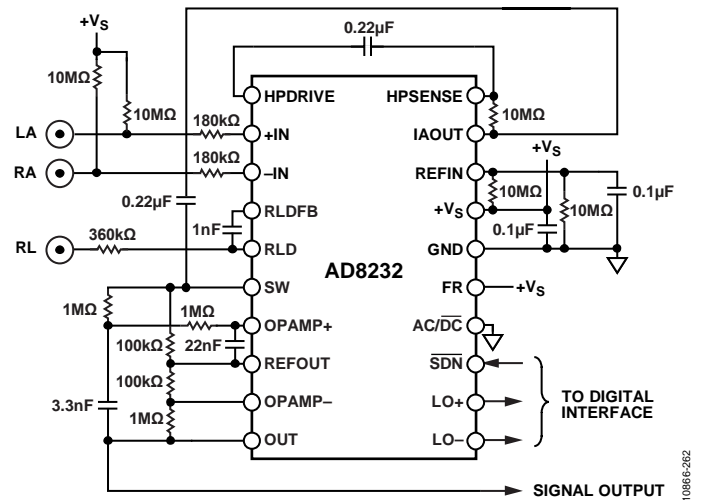 +VS
0.22µF
10MΩ
HPDRIVE
HPSENSE
10MΩ
10MΩ
LA
180kΩ
+IN
IAOUT
+VS
RA
180kΩ
–IN
REFIN
10MΩ
0.1µF
0.22µF
RLDFB
+VS
10MΩ
1nF
0.1µF
RL
360kΩ
RLD
GND
AD8232
SW
FR
+VS
1MΩ
1MΩ
OPAMP+
AC/DC
100kΩ
22nF
REFOUT
SDN
100kΩ
3.3nF
OPAMP–
LO+
TO DIGITAL
INTERFACE
1MΩ
OUT
LO–
SIGNAL OUTPUT
10866-262